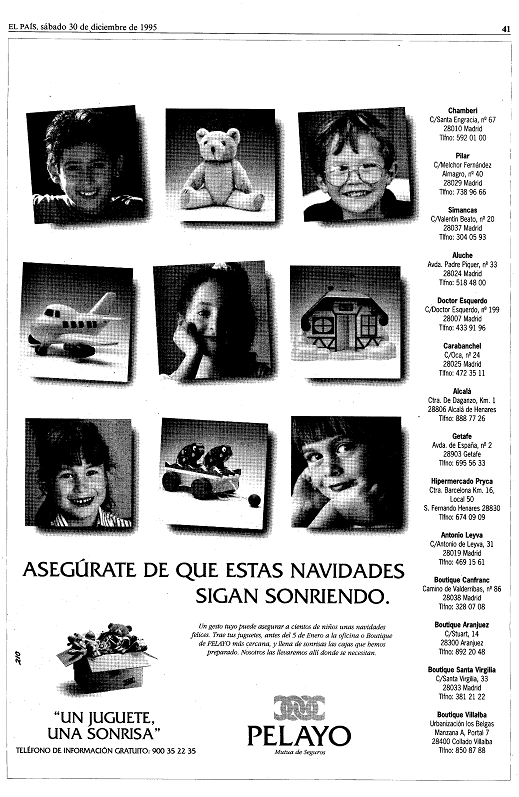 EL PAÍS, sábado 30 de diciembre de 1995
41
Chamberí
C/Santa Engracia, nº 67
28010 Madrid
Tlfno: 592 01 00
Pilar
C/Melchor Fernández
Almagro, nº 40
28029 Madrid
Tlfno: 738 96 66
Simancas
C/Valentín Beato, nº 20
28037 Madrid
Tlfno: 304 05 93
Aluche
Avda. Padre Piquer, nº 33
28024 Madrid
Tlfno: 518 48 00
Doctor Esquerdo
C/Doctor Esquerdo, nº 199
28007 Madrid
Tlfno: 433 91 96
Carabanchel
C/Oca, nº 24
28025 Madrid
Tlfno: 472 35 11
Alcalá
Ctra. De Daganzo, Km. 1
28806 Alcalá de Henares
Tlfno: 888 77 26
Getafe
Avda. de España, nº 2
28903 Getafe
Tlfno: 695 56 33
Hipermercado Pryca
Ctra. Barcelona Km. 16,
Local 50
S. Fernando Henares 28830
Tlfno: 674 09 09
Antonio Leyva
C/Antonio de Leyva, 31
28019 Madrid
Tlfno: 469 15 61
Boutique Canfranc
Camino de Valderribas, nº 86
28038 Madrid
Tlfno: 328 07 08
Boutique Aranjuez
C/Stuart, 14
28300 Aranjuez
Tlfno: 892 20 48
Boutique Santa Virgilia
C/Santa Virgilia, 33
28033 Madrid
Tlfno: 381 21 22
Boutique Villalba
Urbanización los Belgas
Manzana A, Portal 7
28400 Collado Villalba
Tlfno: 850 87 88
ASEGÚRATE DE QUE ESTAS NAVIDADES
SIGAN SONRIENDO.
Un gesto tuyo puede asegurar a cientos de niños unas navidades
felices. Trae tus juguetes, antes del 5 de Enero a la oficina o Boutique
de PELAYO más cercana, y llena de sonrisas las cajas que hemos
preparado. Nosotros las llevaremos allí donde se necesitan.
"UN JUGUETE,
UNA SONRISA"
TELÉFONO DE INFORMACIÓN GRATUITO: 900 35 22 35
PELAYO
Mutua de Seguros